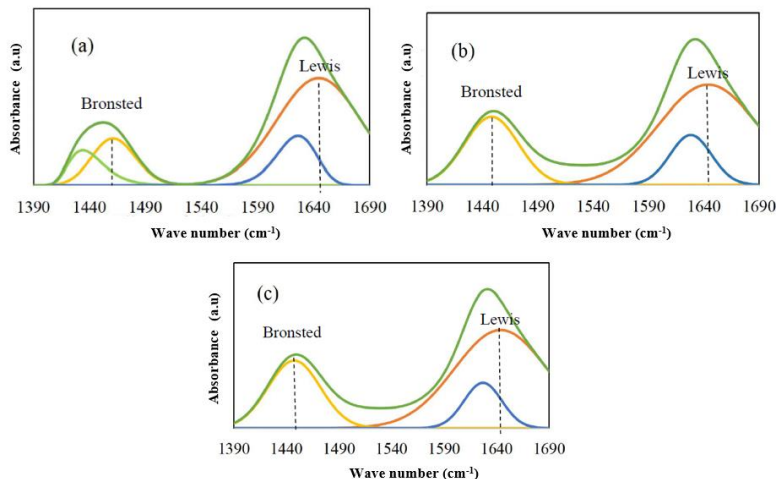 (a)
Bronsted
Lewis
Absorbance (a.u)
1390 1440 1490 1540 1590 1640 1690
Wave number (cm⁻¹)
(b)
Bronsted
Lewis
Absorbance (a.u)
1390 1440 1490 1540 1590 1640 1690
Wave number (cm⁻¹)
(c)
Bronsted
Lewis
Absorbance (a.u)
1390 1440 1490 1540 1590 1640 1690
Wave number (cm⁻¹)